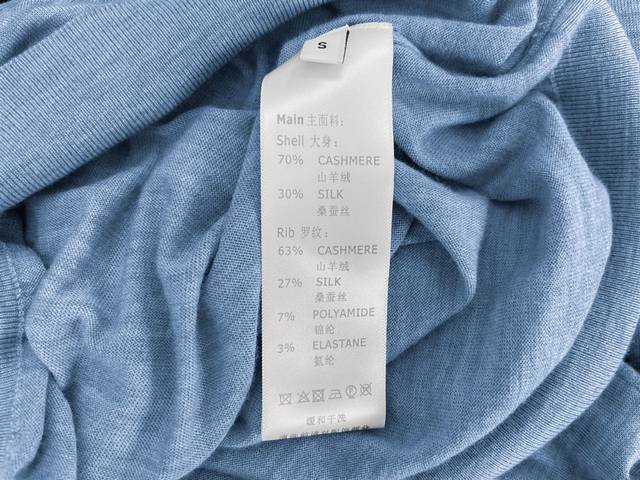 S
Main 主面料:
Shell 大身:
70% CASHMERE
山羊绒
30% SILK
桑蚕丝
Rib 罗纹:
63% CASHMERE
山羊绒
27% SILK
桑蚕丝
7% POLYAMIDE
锦纶
3% ELASTANE
氨纶
缓和干洗